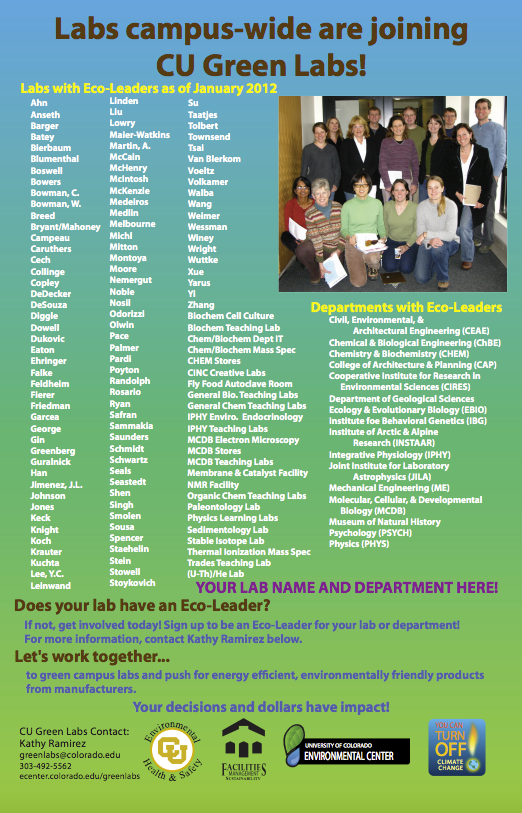 Labs campus-wide are joining
CU Green Labs!
Labs with Eco-Leaders as of January 2012
Ahn
Anseth
Barger
Batey
Bierbaum
Blumenthal
Boswell
Bowers
Bowman, C.
Bowman, W.
Breed
Bryant/Mahoney
Campeau
Caruthers
Cech
Collinge
Copley
DeDecker
DeSouza
Diggle
Dowell
Dukovic
Eaton
Ehringer
Falke
Feldheim
Fierer
Friedman
Garcea
George
Gin
Greenberg
Guralnick
Han
Jimenez, J.L.
Johnson
Jones
Keck
Knight
Koch
Krauter
Kuchta
Lee, Y.C.
Leinwand
Linden
Liu
Lowry
Maier-Watkins
Martin, A.
McCain
McHenry
McIntosh
McKenzie
Medeiros
Medlin
Melbourne
Michl
Mitton
Montoya
Moore
Nemergut
Noble
Nosil
Odorizzi
Olwin
Pace
Palmer
Pardi
Poyton
Randolph
Rosario
Ryan
Safran
Sammakia
Saunders
Schmidt
Schwartz
Seals
Seastedt
Shen
Singh
Smolen
Sousa
Spencer
Staehelin
Stein
Stowell
Stoykovich
Su
Taatjes
Tolbert
Townsend
Tsai
Van Blerkom
Voeltz
Volkamer
Walba
Wang
Weimer
Wessman
Winey
Wright
Wuttke
Xue
Yarus
Yi
Zhang
Biochem Cell Culture
Biochem Teaching Lab
Chem/Biochem Dept IT
Chem/Biochem Mass Spec
CHEM Stores
CINC Creative Labs
Fly Food Autoclave Room
General Bio. Teaching Labs
General Chem Teaching Labs
IPHY Enviro. Endocrinology
IPHY Teaching Labs
MCDB Electron Microscopy
MCDB Stores
MCDB Teaching Labs
Membrane & Catalyst Facility
NMR Facility
Organic Chem Teaching Labs
Paleontology Lab
Physics Learning Labs
Sedimentology Lab
Stable Isotope Lab
Thermal Ionization Mass Spec
Trades Teaching Lab
(U-Th)/He Lab
Departments with Eco-Leaders
Civil, Environmental, &
Architectural Engineering (CEAE)
Chemical & Biological Engineering (ChBE)
Chemistry & Biochemistry (CHEM)
College of Architecture & Planning (CAP)
Cooperative Institute for Research in
Environmental Sciences (CIRES)
Department of Geological Sciences
Ecology & Evolutionary Biology (EBIO)
Institute foe Behavioral Genetics (IBG)
Institute of Arctic & Alpine
Research (INSTAAR)
Integrative Physiology (IPHY)
Joint Institute for Laboratory
Astrophysics (JILA)
Mechanical Engineering (ME)
Molecular, Cellular, & Developmental
Biology (MCDB)
Museum of Natural History
Psychology (PSYCH)
Physics (PHYS)
YOUR LAB NAME AND DEPARTMENT HERE!
Does your lab have an Eco-Leader?
If not, get involved today! Sign up to be an Eco-Leader for your lab or department!
For more information, contact Kathy Ramirez below.
Let's work together...
to green campus labs and push for energy efficient, environmentally friendly products
from manufacturers.
Your decisions and dollars have impact!
CU Green Labs Contact:
Kathy Ramirez
greenlabs@colorado.edu
303-492-5562
ecenter.colorado.edu/greenlabs
Environmental
CU
Health & Safety
FACILITIES
MANAGEMENT
SUSTAINABILITY
UNIVERSITY OF COLORADO
ENVIRONMENTAL CENTER
YOU CAN
TURN
OFF
CLIMATE
CHANGE